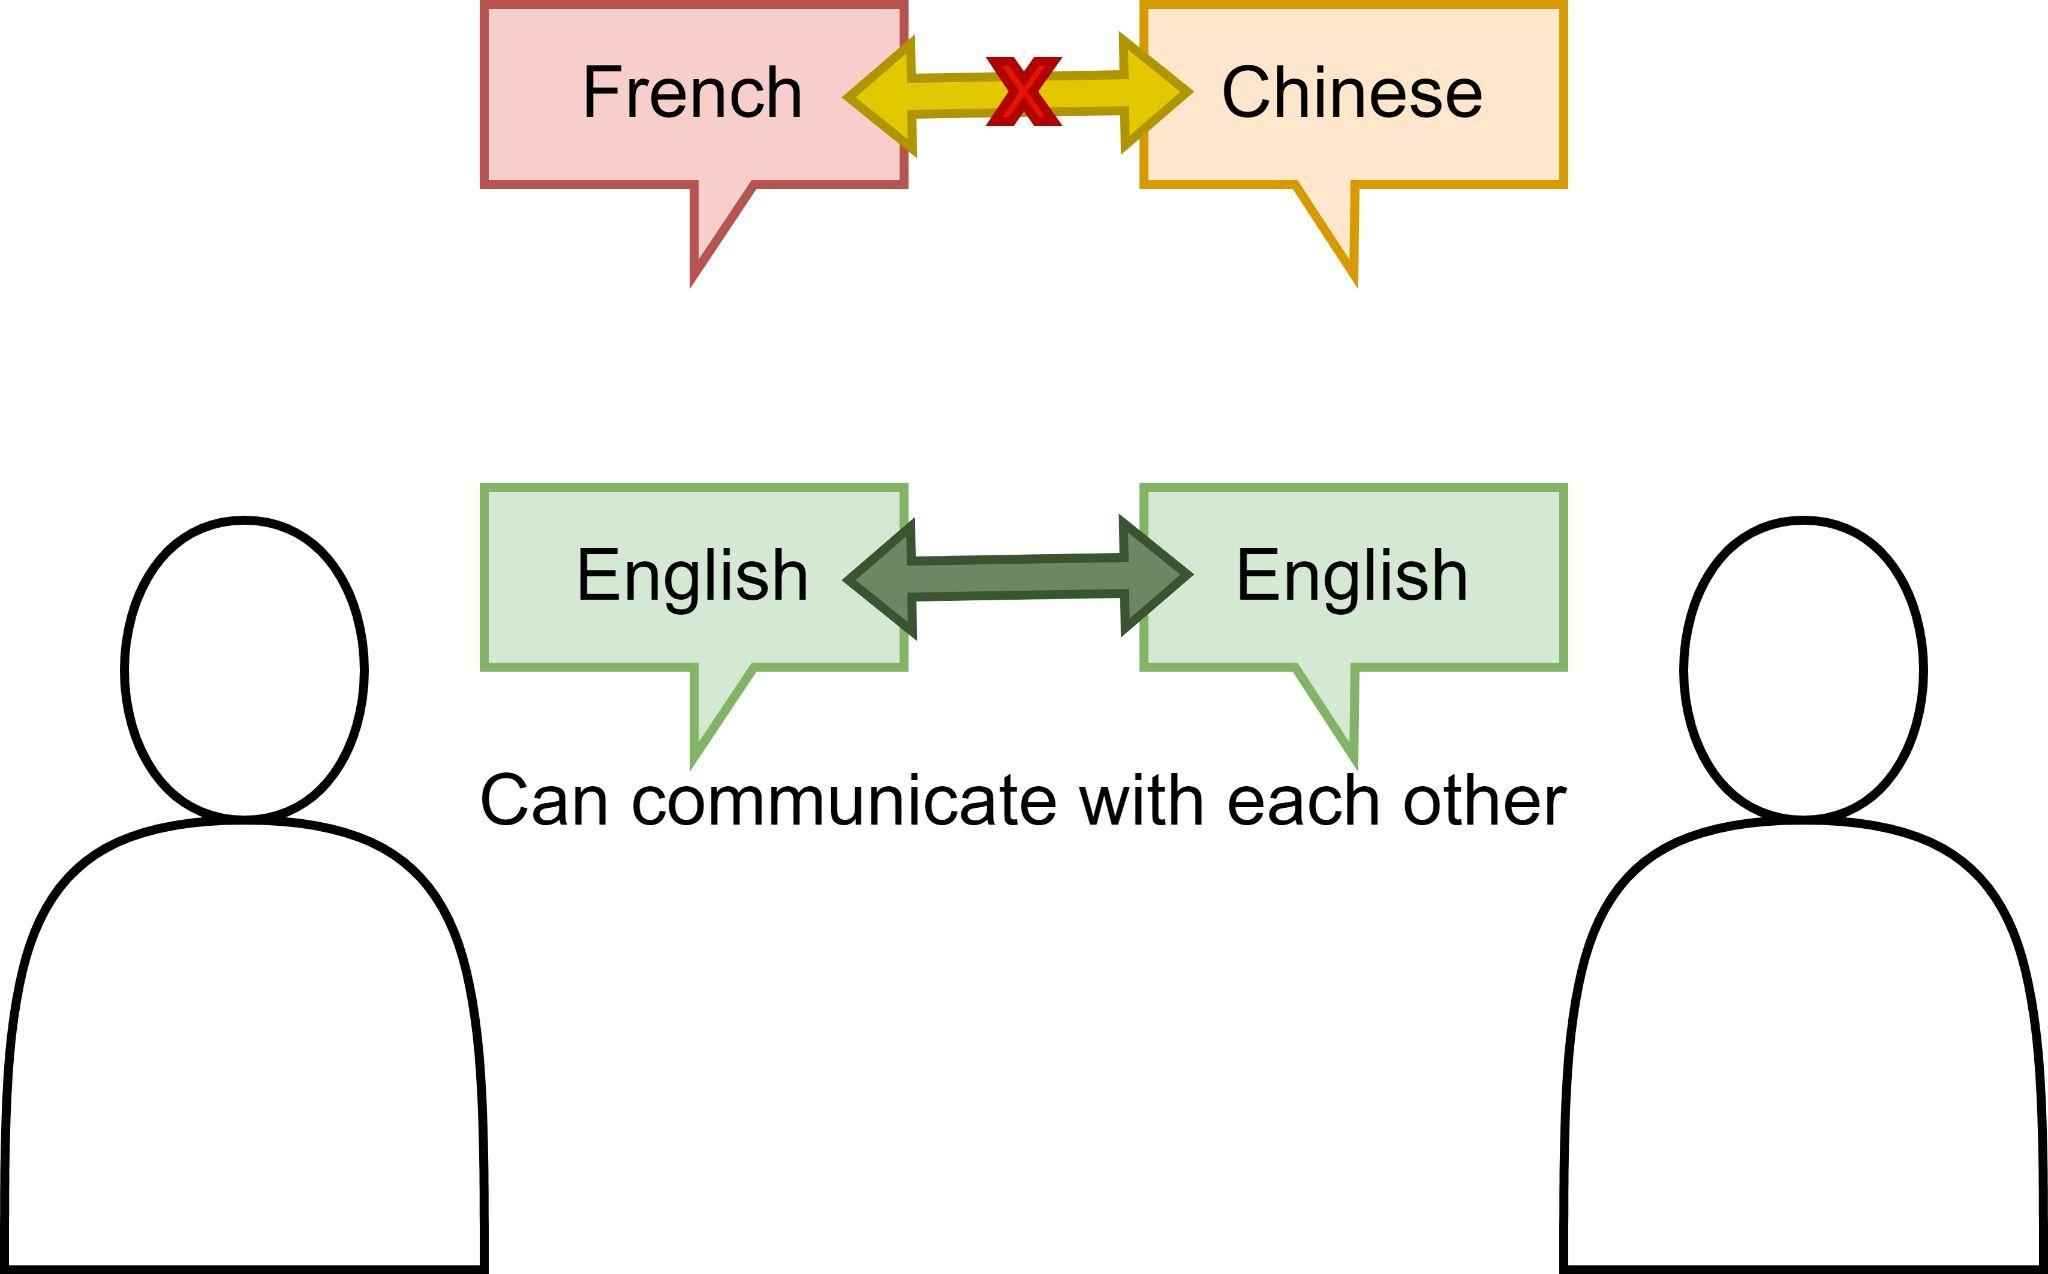 French
X
Chinese
English
English
Can communicate with each other